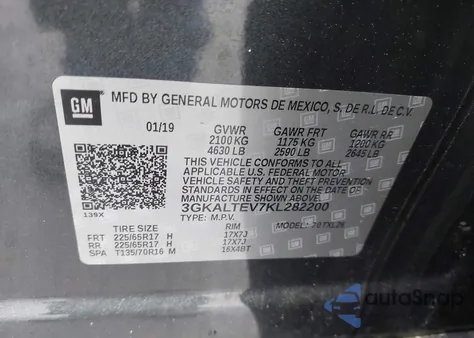 GM
MFD BY GENERAL MOTORS DE MEXICO, S. DE R.L. DE C.V.
01/19 GVWR GAWR FRT GAWR RR
2100 KG 1175 KG 1200 KG
4630 LB 2590 LB 2645 LB
THIS VEHICLE CONFORMS TO ALL
APPLICABLE U.S. FEDERAL MOTOR
VEHICLE SAFETY AND THEFT PREVENTION
STANDARDS IN EFFECT ON THE DATE OF
MANUFACTURE SHOWN ABOVE.
3GKALTEV7KL282200
139X TYPE: M.P.V. MODEL:
TIRE SIZE RIM
FRT 225/65R17 H 17X7J
RR 225/65R17 H 17X7J
SPA T135/70R16 M 16X4BT
autoSnap